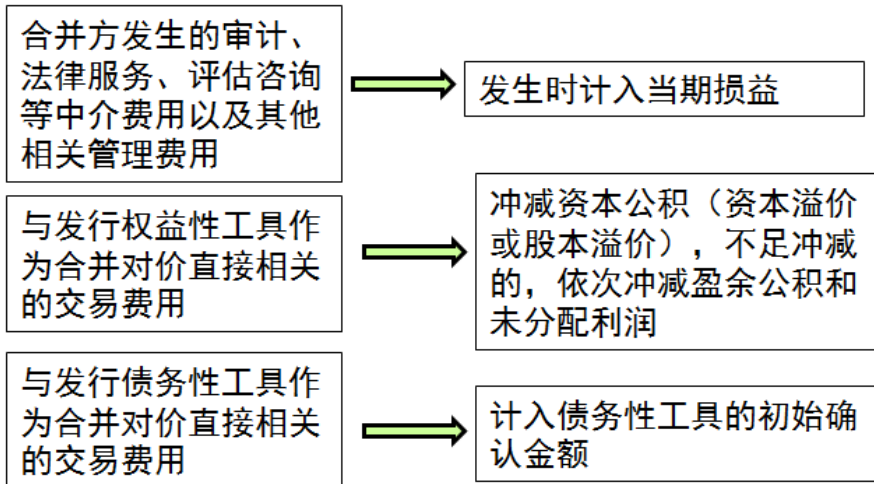 合并方发生的审计、
法律服务、评估咨询
等中介费用以及其他
相关管理费用
发生时计入当期损益
与发行权益性工具作
为合并对价直接相关
的交易费用
冲减资本公积（资本溢价
或股本溢价），不足冲减
的，依次冲减盈余公积和
未分配利润
与发行债务性工具作
为合并对价直接相关
的交易费用
计入债务性工具的初始确
认金额